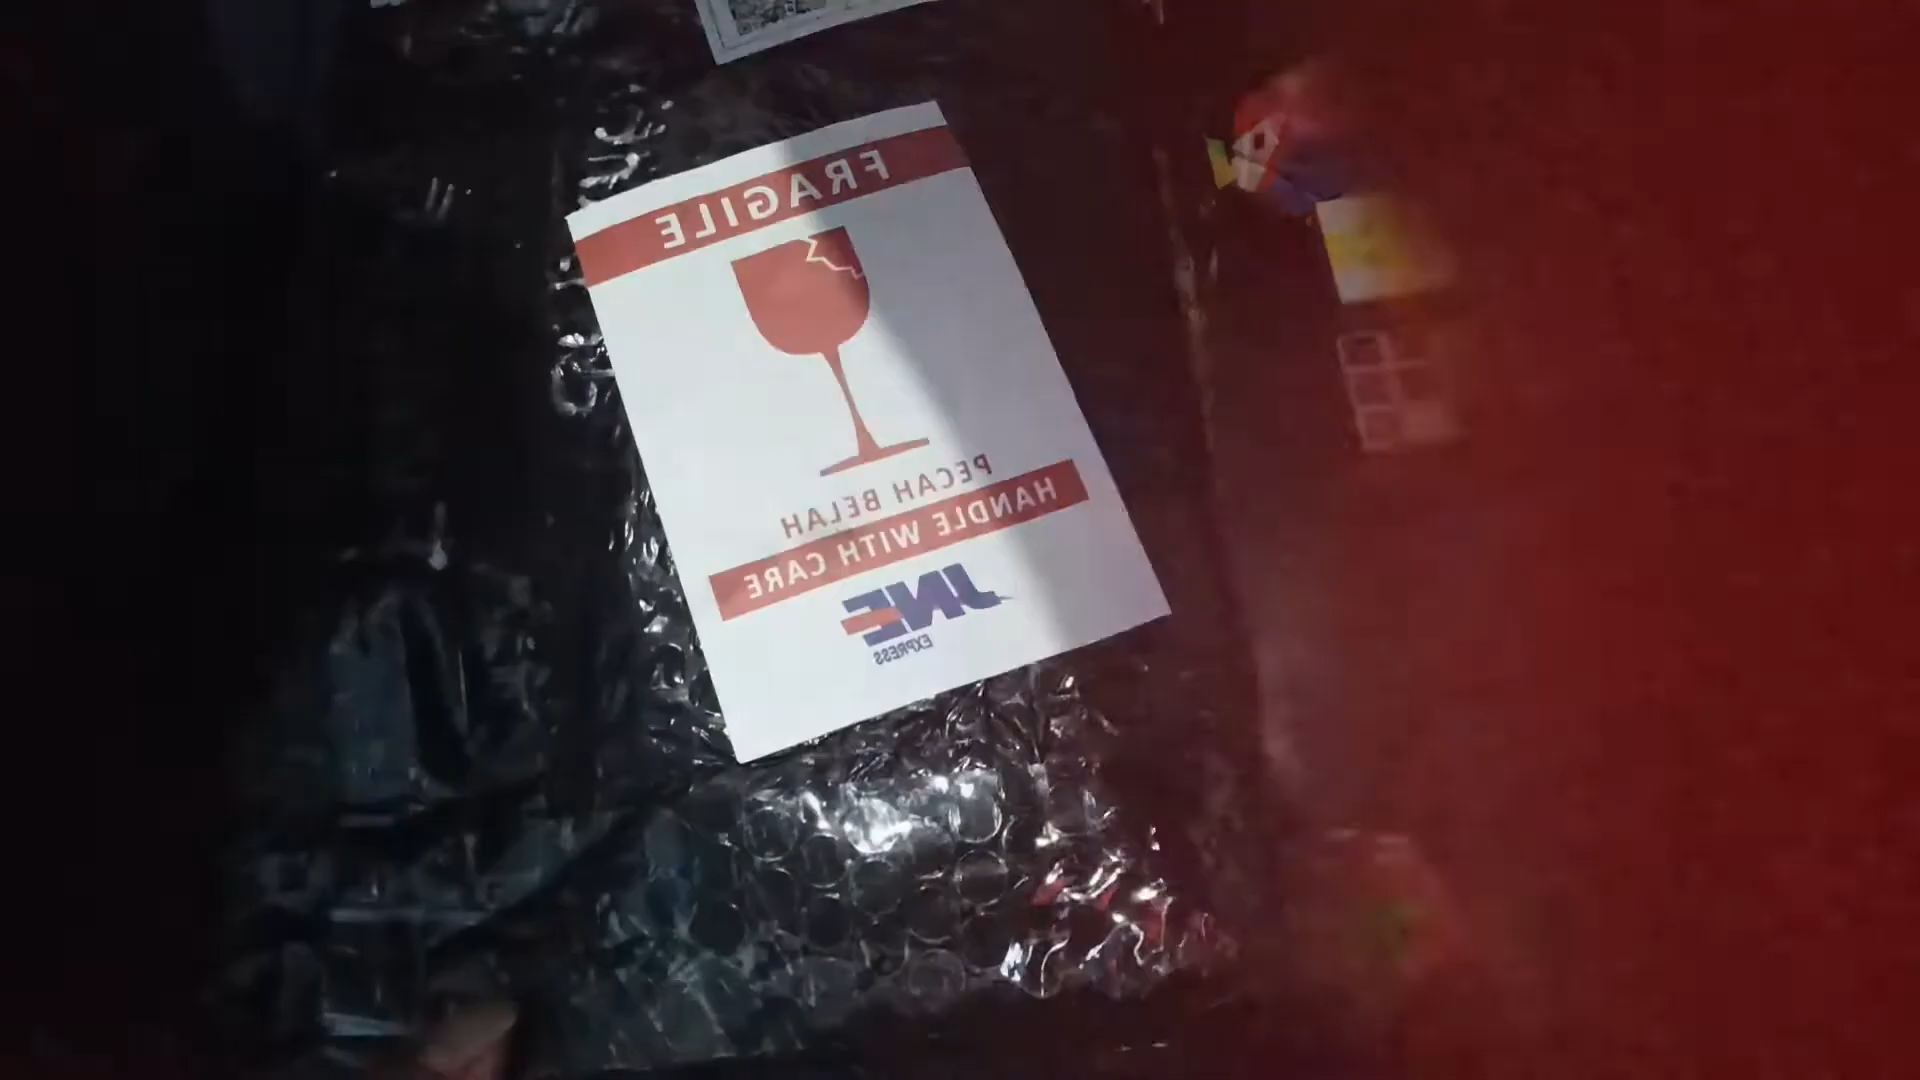 FRAGILE
PECAH BELAH
HANDLE WITH CARE
JNE
EXPRESS